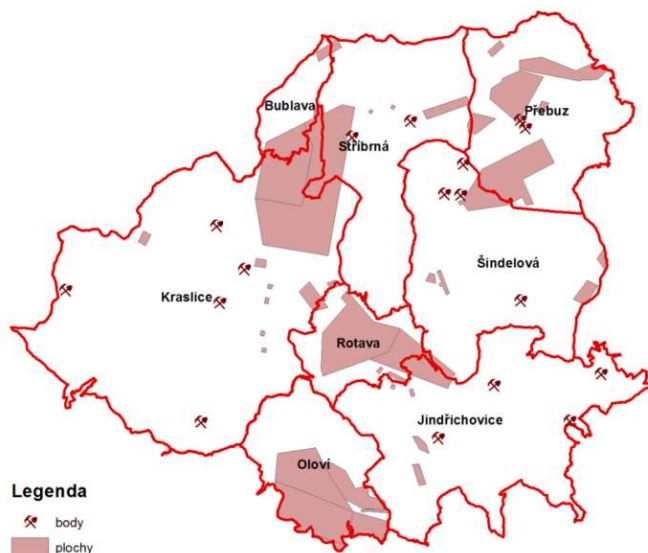 Bublava
Přebuz
Stříbrná
Šindelová
Kraslice
Rotava
Jindřichovice
Oloví
Legenda
body
plochy